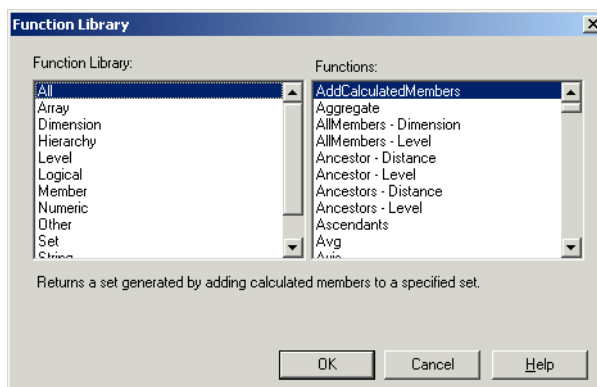 Function Library
Function Library:
Functions:
All
Array
Dimension
Hierarchy
Level
Logical
Member
Numeric
Other
Set
String
AddCalculatedMembers
Aggregate
AllMembers - Dimension
AllMembers - Level
Ancestor - Distance
Ancestor - Level
Ancestors - Distance
Ancestors - Level
Ascendants
Avg
Axis
Returns a set generated by adding calculated members to a specified set.
OK
Cancel
Help